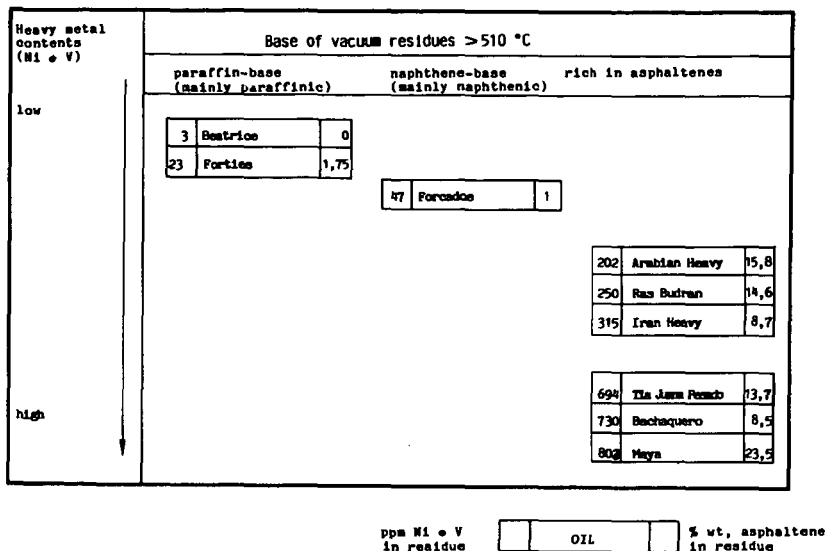 Heavy metal
contents
(Ni + V)
Base of vacuum residues >510 °C
paraffin-base
(mainly paraffinic)
naphthene-base
(mainly naphthenic)
rich in asphaltenes
low
3 Beatrice 0
23 Forties 1,75
47 Forcados 1
202 Arabian Heavy 15,8
250 Ras Budran 14,6
315 Iran Heavy 8,7
694 Tia Juana Pesado 13,7
730 Bachaquero 8,5
802 Maya 23,5
high
ppm Ni + V
in residue
OIL
% wt, asphaltene
in residue